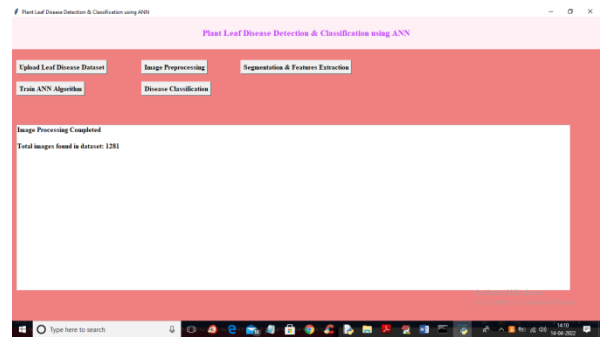 Plant Leaf Disease Detection & Classification using ANN
Plant Leaf Disease Detection & Classification using ANN
Upload Leaf Disease Dataset
Image Preprocessing
Segmentation & Features Extraction
Train ANN Algorithm
Disease Classification
Image Processing Completed
Total images found in dataset: 1281
Type here to search
14:10
14-04-2022